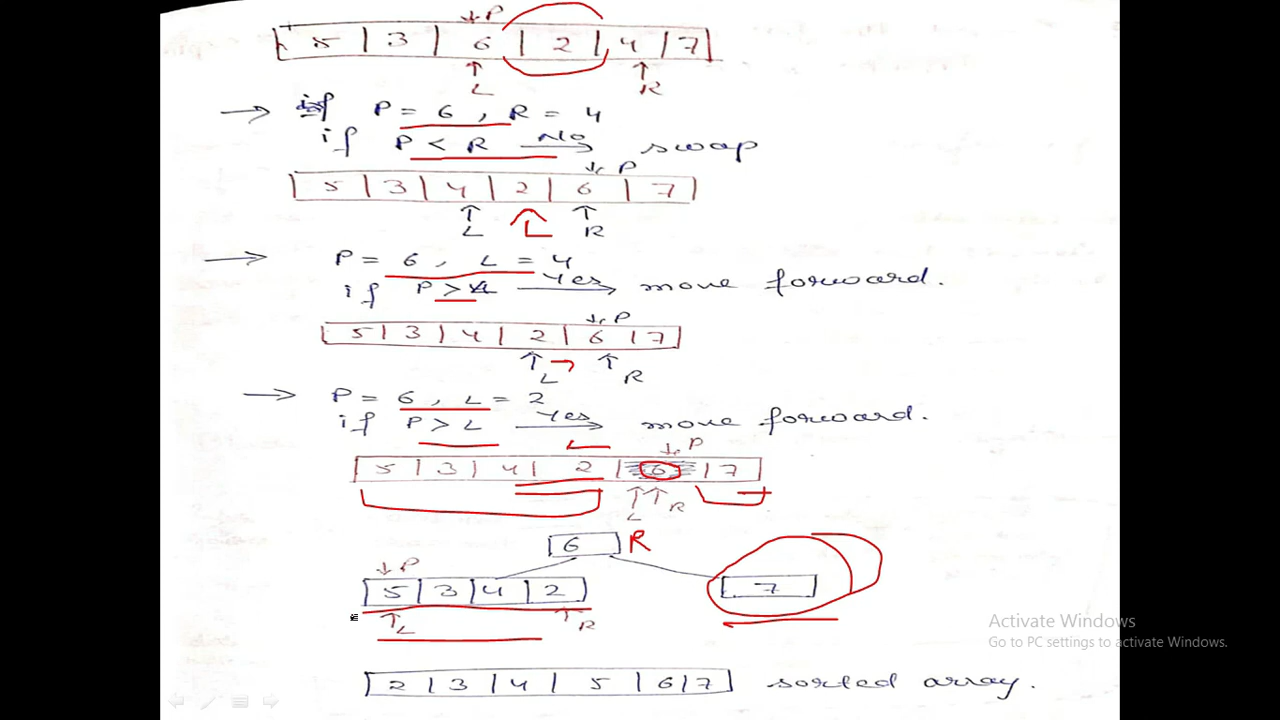 ↓ P
5 | 3 | 6 | 2 | 4 | 7
L R
→ if P = 6 , R = 4
if P < R No → swap
↓ P
5 | 3 | 4 | 2 | 6 | 7
L L R
→ P = 6 , L = 4
if P > L Yes → move forward.
↓ P
5 | 3 | 4 | 2 | 6 | 7
L R
→ P = 6 , L = 2
if P > L Yes → move forward.
↓ P
5 | 3 | 4 | 2 | 6 | 7
L R
6 R
↓ P
5 | 3 | 4 | 2 7
L R
Activate Windows
Go to PC settings to activate Windows.
2 | 3 | 4 | 5 | 6 | 7 sorted array.